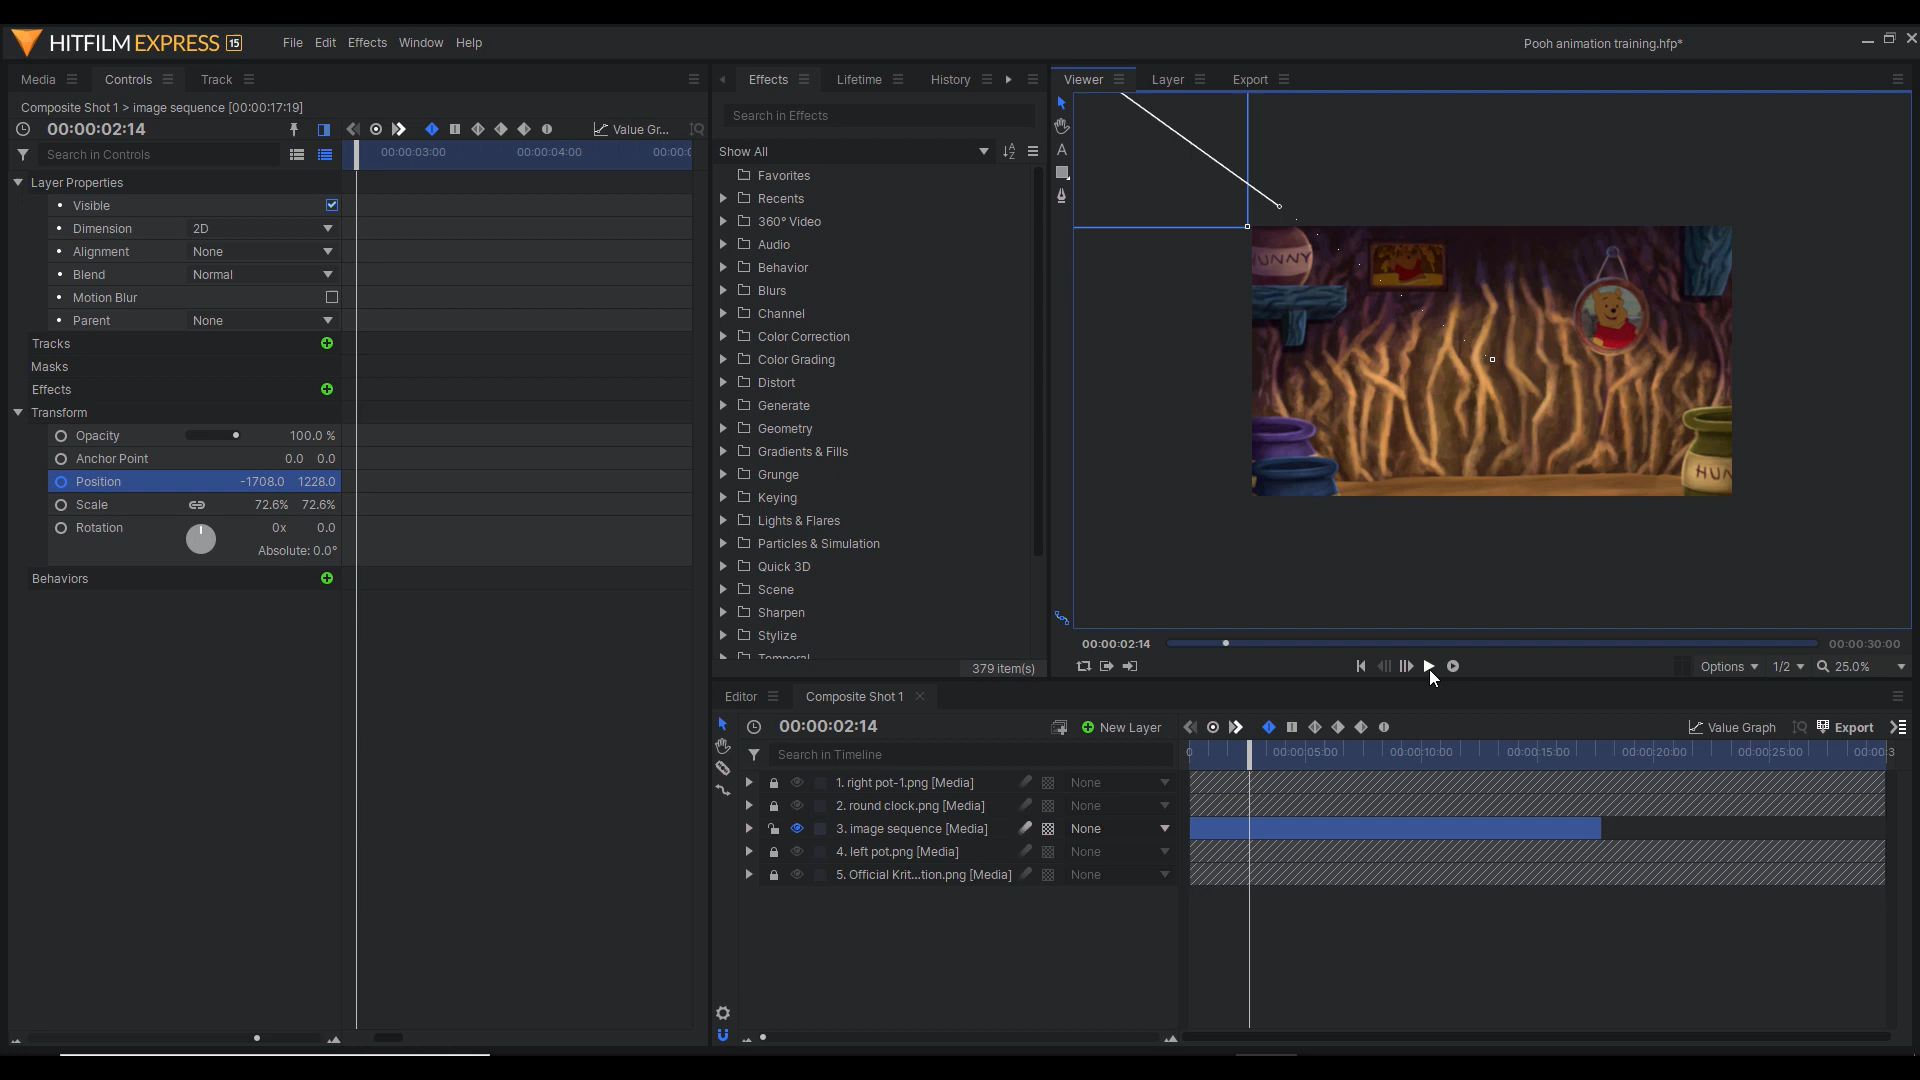 HITFILM EXPRESS 15
File Edit Effects Window Help
Pooh animation training.hfp*
Media Controls Track
Composite Shot 1 > image sequence [00:00:17:19]
00:00:02:14
Value Gr...
Search in Controls
00:00:03:00 00:00:04:00
Layer Properties
Visible
Dimension 2D
Alignment None
Blend Normal
Motion Blur
Parent None
Tracks
Masks
Effects
Transform
Opacity 100.0 %
Anchor Point 0.0 0.0
Position -1708.0 1228.0
Scale 72.6% 72.6%
Rotation 0x 0.0
Absolute: 0.0°
Behaviors
Effects Lifetime History
Search in Effects
Show All
Favorites
Recents
360° Video
Audio
Behavior
Blurs
Channel
Color Correction
Color Grading
Distort
Generate
Geometry
Gradients & Fills
Grunge
Keying
Lights & Flares
Particles & Simulation
Quick 3D
Scene
Sharpen
Stylize
Temporal
379 item(s)
Viewer Layer Export
HUNNY
HUN
00:00:02:14
00:00:30:00
Options 1/2 25.0%
Editor Composite Shot 1
00:00:02:14
New Layer
Value Graph
Export
Search in Timeline
0 00:00:05:00 00:00:10:00 00:00:15:00 00:00:20:00 00:00:25:00 00:00:3
1. right pot-1.png [Media] None
2. round clock.png [Media] None
3. image sequence [Media] None
4. left pot.png [Media] None
5. Official Krit...tion.png [Media] None